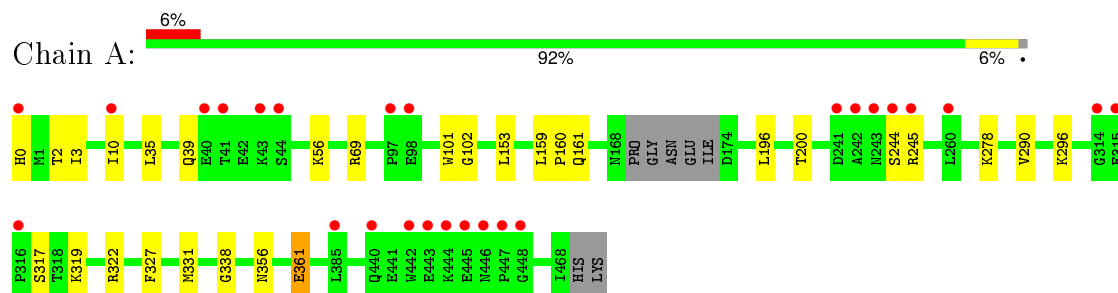 6%
Chain A:
92%
6%
.
H0 M1 T2 I3 I10 L35 Q39 E40 T41 E42 K43 S44 K56 R69 P97 E98 W101 G102 L153 L159 P160 Q161 N168 PRO GLY ASN GLU ILE D174 L196 T200 D241 A242 N243 S244 R245 L260 K278 V290 K296 G314
P316 S317 T318 K319 R322 F327 M331 G338 N356 E361 L385 Q440 E441 W442 E443 K444 E445 N446 P447 G448 I468 HIS LYS